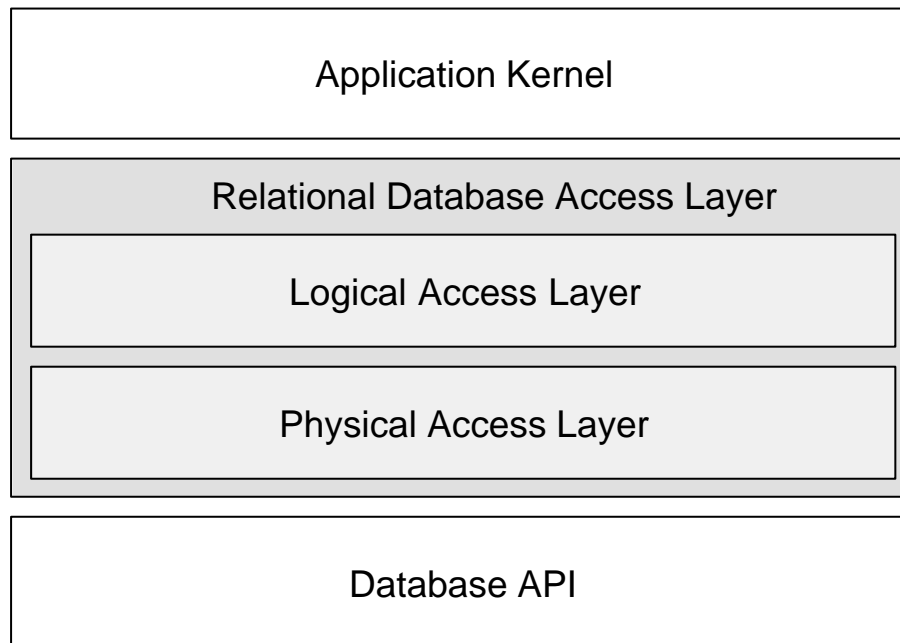 Application Kernel
Relational Database Access Layer
Logical Access Layer
Physical Access Layer
Database API